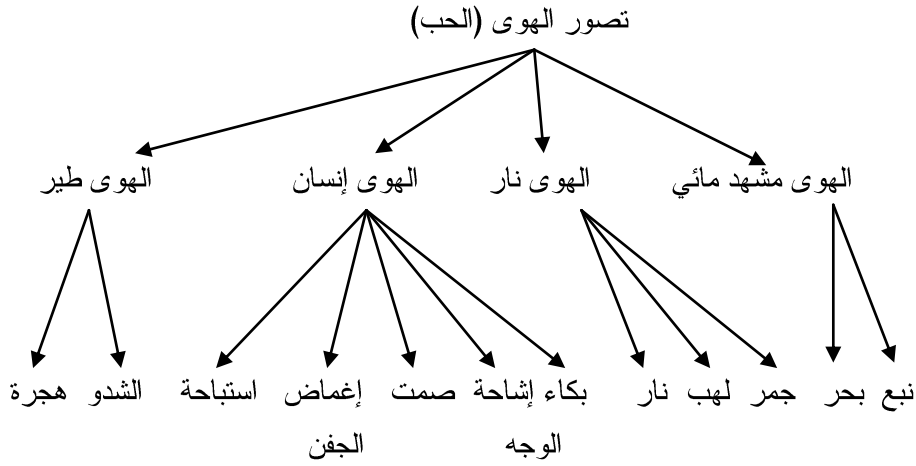 تصور الهوى (الحب)
الهوى مشهد مائي الهوى نار الهوى إنسان الهوى طير
نبع بحر جمر لهب نار بكاء إشاحة صمت إغماض استباحة الشدو هجرة
الوجه الجفن